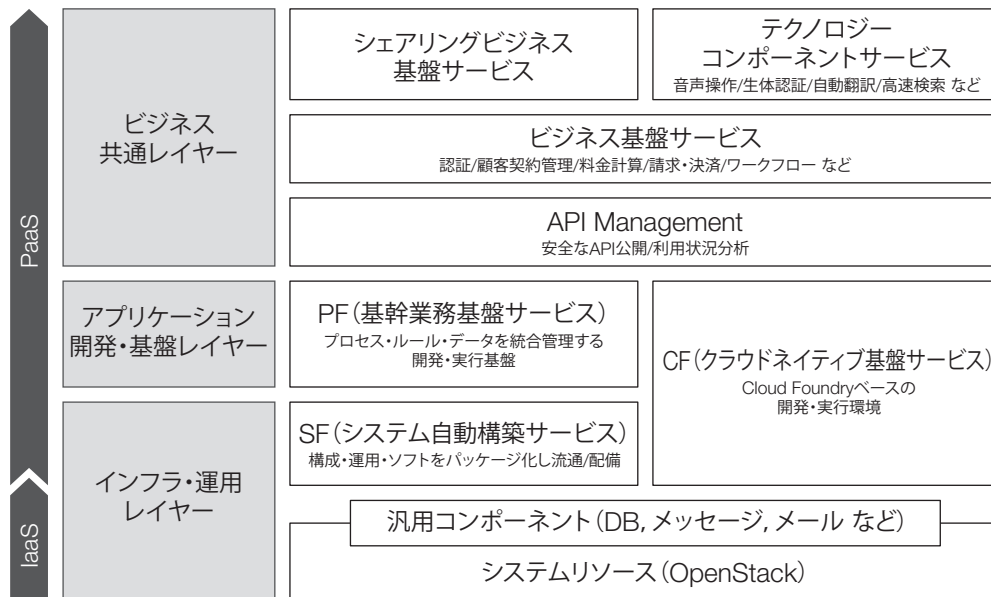 PaaS
IaaS
ビジネス
共通レイヤー
シェアリングビジネス
基盤サービス
テクノロジー
コンポーネントサービス
音声操作/生体認証/自動翻訳/高速検索 など
ビジネス基盤サービス
認証/顧客契約管理/料金計算/請求・決済/ワークフロー など
API Management
安全なAPI公開/利用状況分析
アプリケーション
開発・基盤レイヤー
PF(基幹業務基盤サービス)
プロセス・ルール・データを統合管理する
開発・実行基盤
CF(クラウドネイティブ基盤サービス)
Cloud Foundryベースの
開発・実行環境
インフラ・運用
レイヤー
SF(システム自動構築サービス)
構成・運用・ソフトをパッケージ化し流通/配備
汎用コンポーネント(DB, メッセージ, メール など)
システムリソース(OpenStack)